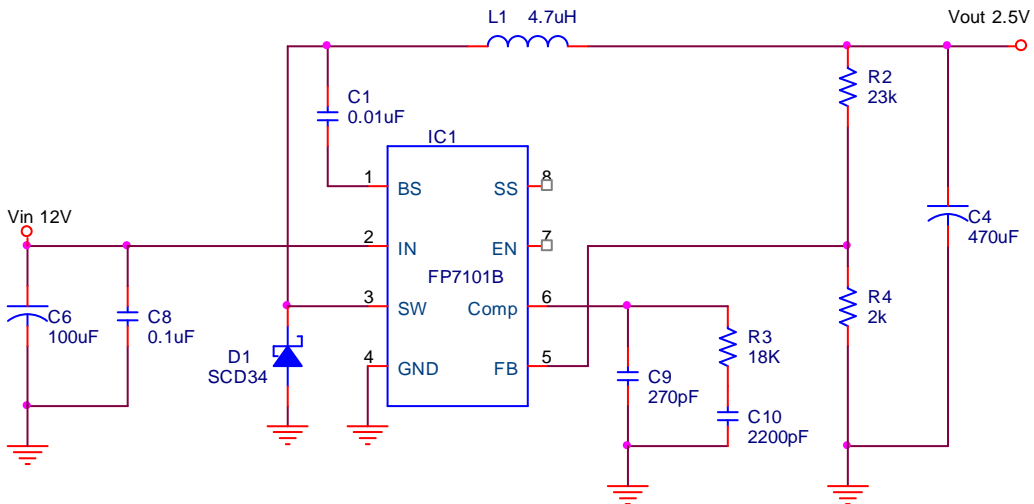 L1 4.7uH
Vout 2.5V
R2
23k
C1
0.01uF
IC1
1
BS
SS
8
Vin 12V
2
IN
EN
7
C4
470uF
FP7101B
C6
100uF
C8
0.1uF
3
SW
Comp
6
R4
2k
R3
18K
D1
SCD34
4
GND
FB
5
C9
270pF
C10
2200pF